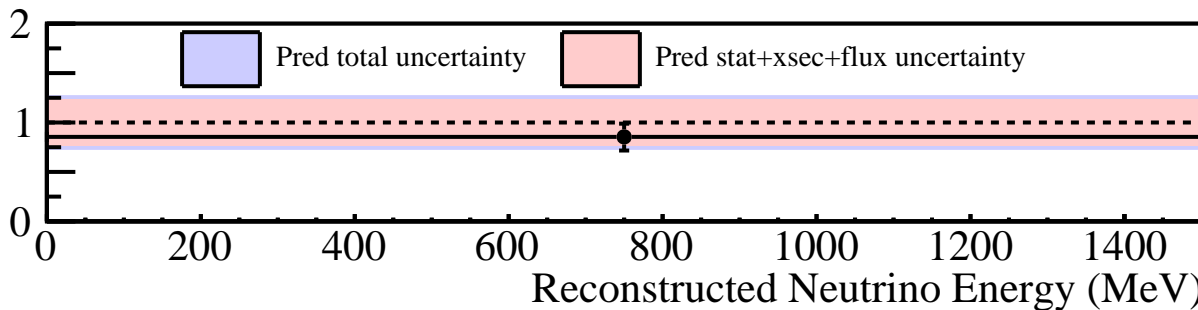 2
Pred total uncertainty
Pred stat+xsec+flux uncertainty
1
0
0 200 400 600 800 1000 1200 1400
Reconstructed Neutrino Energy (MeV)